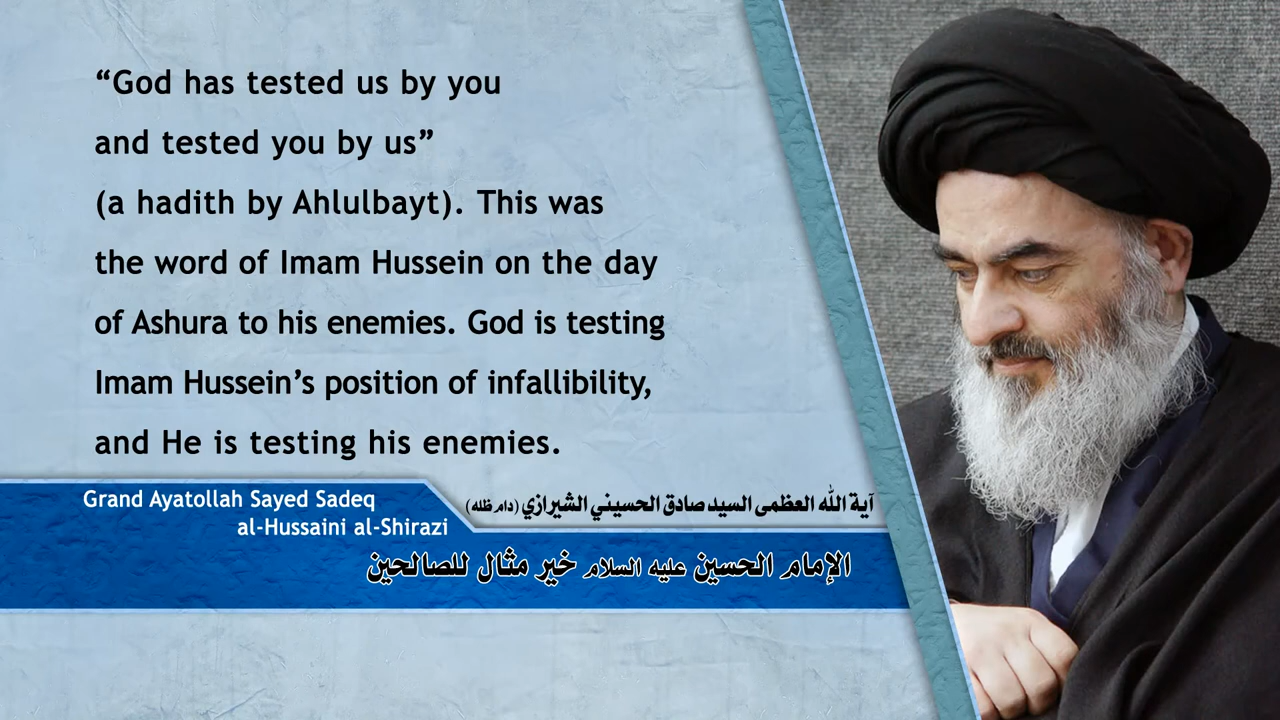 “God has tested us by you
and tested you by us”
(a hadith by Ahlulbayt). This was
the word of Imam Hussein on the day
of Ashura to his enemies. God is testing
Imam Hussein’s position of infallibility,
and He is testing his enemies.
Grand Ayatollah Sayed Sadeq
al-Hussaini al-Shirazi
آية الله العظمى السيد صادق الحسيني الشيرازي (دام ظله)
الإمام الحسين عليه السلام خير مثال للصالحين